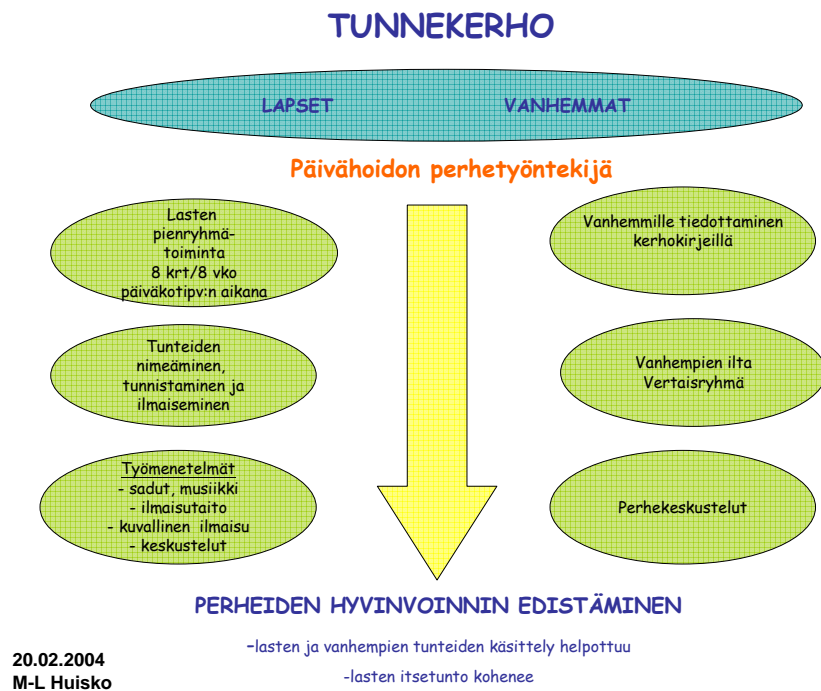 TUNNEKERHO
LAPSET VANHEMMAT
Päivähoidon perhetyöntekijä
Lasten
pienryhmä-
toiminta
8 krt/8 vko
päiväkotipv:n aikana
Vanhemmille tiedottaminen
kerhokirjeillä
Tunteiden
nimeäminen,
tunnistaminen ja
ilmaiseminen
Vanhempien ilta
Vertaisryhmä
Työmenetelmät
- sadut, musiikki
- ilmaisutaito
- kuvallinen ilmaisu
- keskustelut
Perhekeskustelut
PERHEIDEN HYVINVOINNIN EDISTÄMINEN
-lasten ja vanhempien tunteiden käsittely helpottuu
-lasten itsetunto kohenee
20.02.2004
M-L Huisko